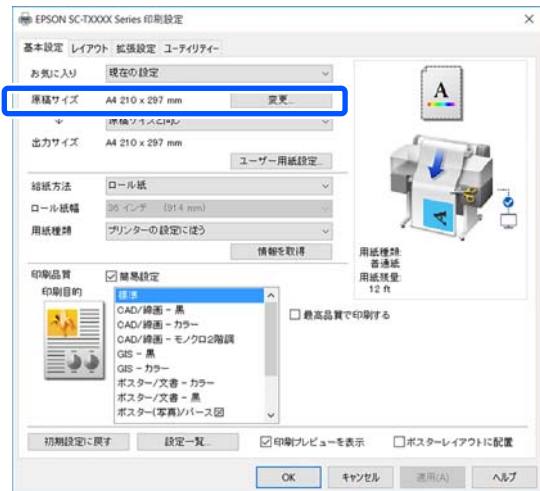 EPSON SC-TXXXX Series 印刷設定
基本設定 レイアウト 拡張設定 ユーティリティー
お気に入り 現在の設定
原稿サイズ A4 210 x 297 mm 変更...
原稿サイズと同じ
出力サイズ A4 210 x 297 mm
ユーザー用紙設定...
給紙方法 ロール紙
ロール紙幅 36 インチ (914 mm)
用紙種類 プリンターの設定に従う
情報を取得
用紙種類:
普通紙
用紙残量:
12 ft
印刷品質 簡易設定
印刷目的
標準
CAD/線画 - 黒
CAD/線画 - カラー
CAD/線画 - モノクロ2階調
GIS - 黒
GIS - カラー
ポスター/文書 - カラー
ポスター/文書 - 黒
ポスター(写真)/パース図
最高品質で印刷する
A
初期設定に戻す 設定一覧... 印刷プレビューを表示 ポスターレイアウトに配置
OK キャンセル 適用(A) ヘルプ